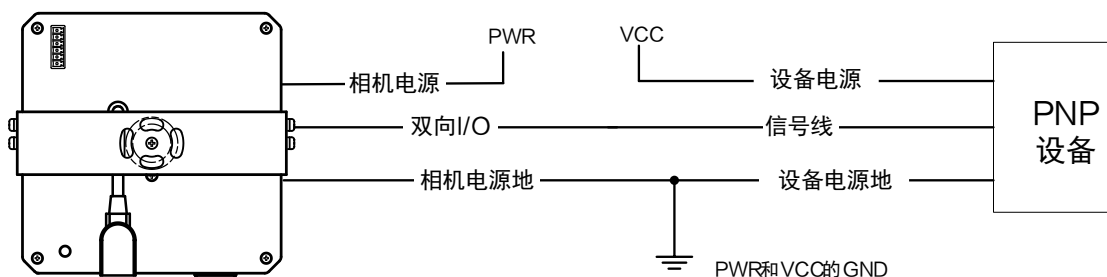 PWR
VCC
相机电源
设备电源
双向I/O
信号线
PNP
设备
相机电源地
设备电源地
PWR和VCC的GND